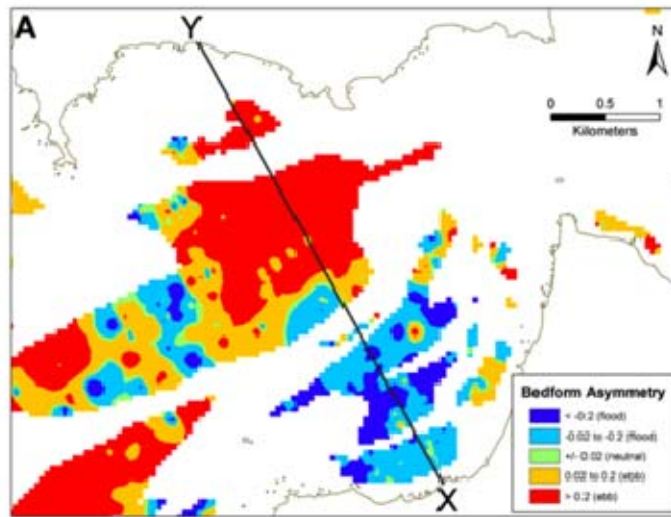 A
Y
N
0 0.5 1
Kilometers
X
Bedform Asymmetry
< -0.2 (flood)
-0.02 to -0.2 (flood)
+/- 0.02 (neutral)
0.02 to 0.2 (ebb)
> 0.2 (ebb)